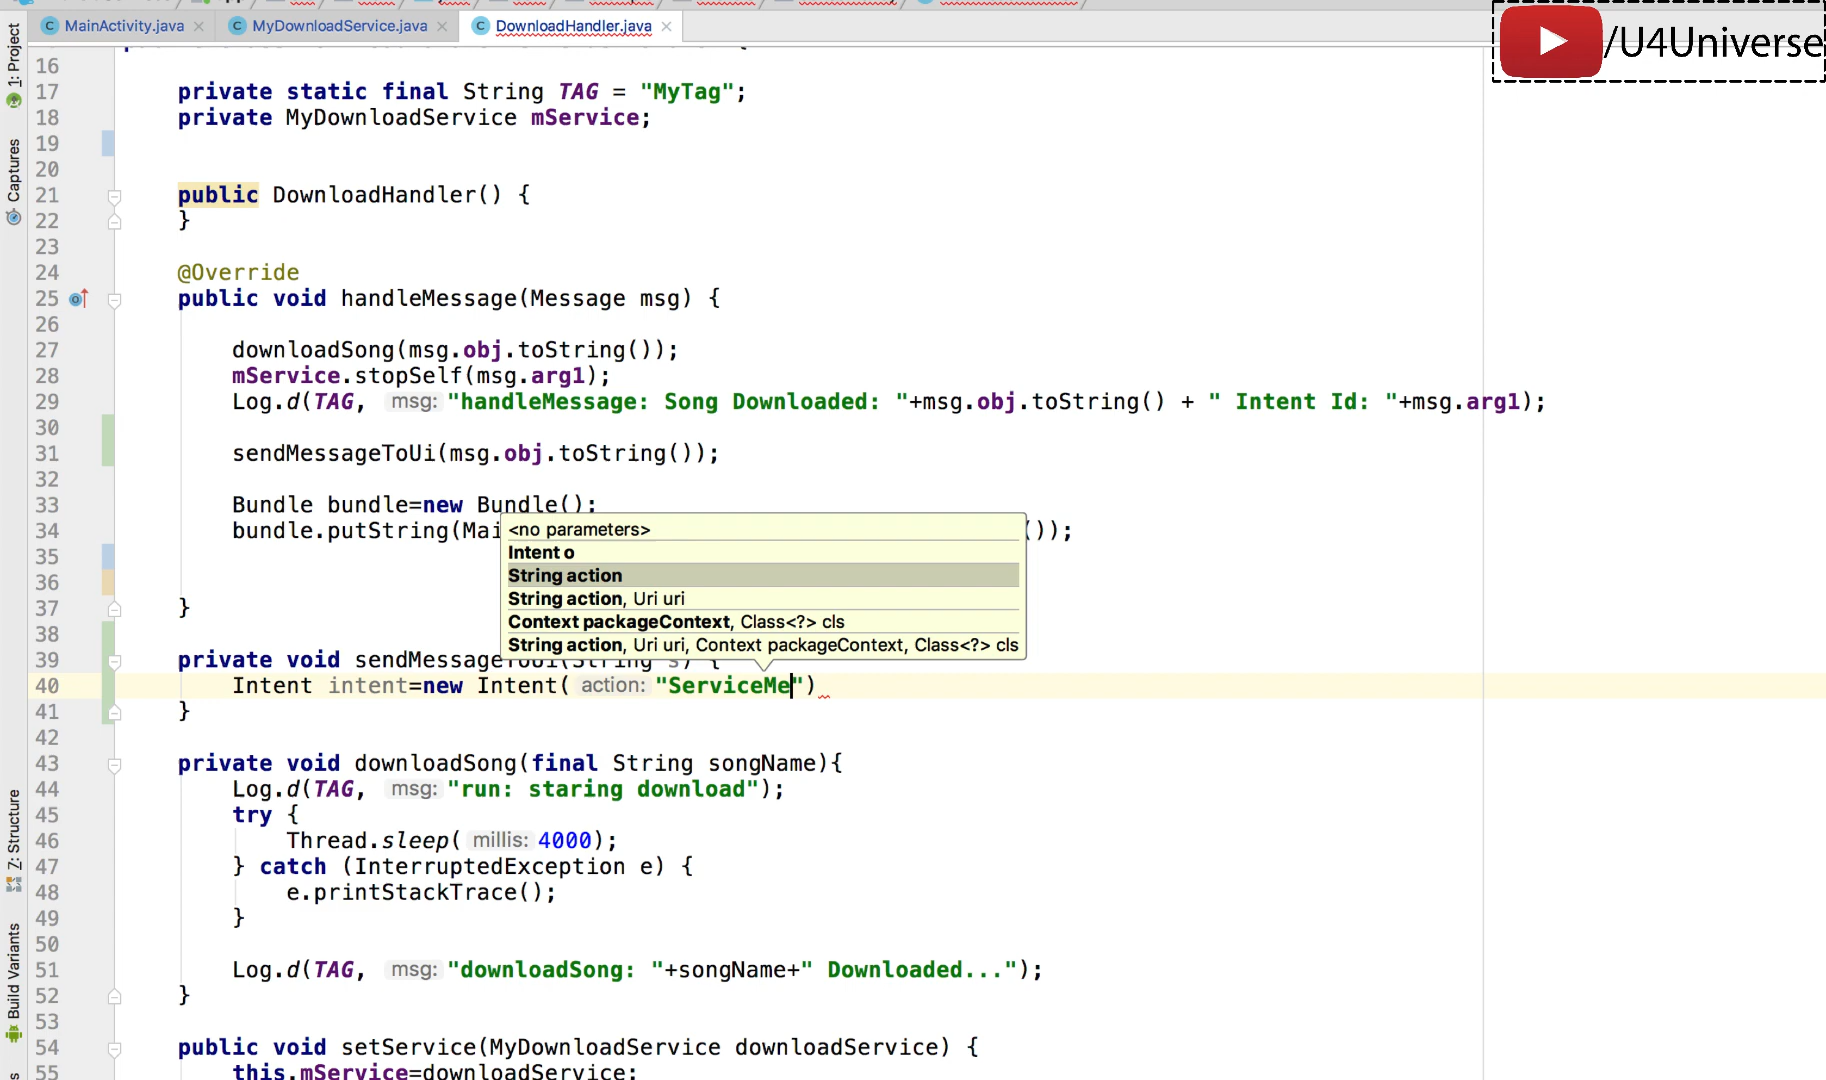 MainActivity.java × MyDownloadService.java × DownloadHandler.java ×
/U4Universe
1: Project
Captures
Z: Structure
Build Variants
16
17 private static final String TAG = "MyTag";
18 private MyDownloadService mService;
19
20
21 public DownloadHandler() {
22 }
23
24 @Override
25 public void handleMessage(Message msg) {
26
27 downloadSong(msg.obj.toString());
28 mService.stopSelf(msg.arg1);
29 Log.d(TAG, msg: "handleMessage: Song Downloaded: "+msg.obj.toString() + " Intent Id: "+msg.arg1);
30
31 sendMessageToUi(msg.obj.toString());
32
33 Bundle bundle=new Bundle();
34 bundle.putString(Mai ());
<no parameters>
Intent o
String action
String action, Uri uri
Context packageContext, Class<?> cls
String action, Uri uri, Context packageContext, Class<?> cls
35
36
37 }
38
39 private void sendMessageToUi(String s) {
40 Intent intent=new Intent( action: "ServiceMe")
41 }
42
43 private void downloadSong(final String songName){
44 Log.d(TAG, msg: "run: staring download");
45 try {
46 Thread.sleep( millis: 4000);
47 } catch (InterruptedException e) {
48 e.printStackTrace();
49 }
50
51 Log.d(TAG, msg: "downloadSong: "+songName+" Downloaded...");
52 }
53
54 public void setService(MyDownloadService downloadService) {
55 this.mService=downloadService;